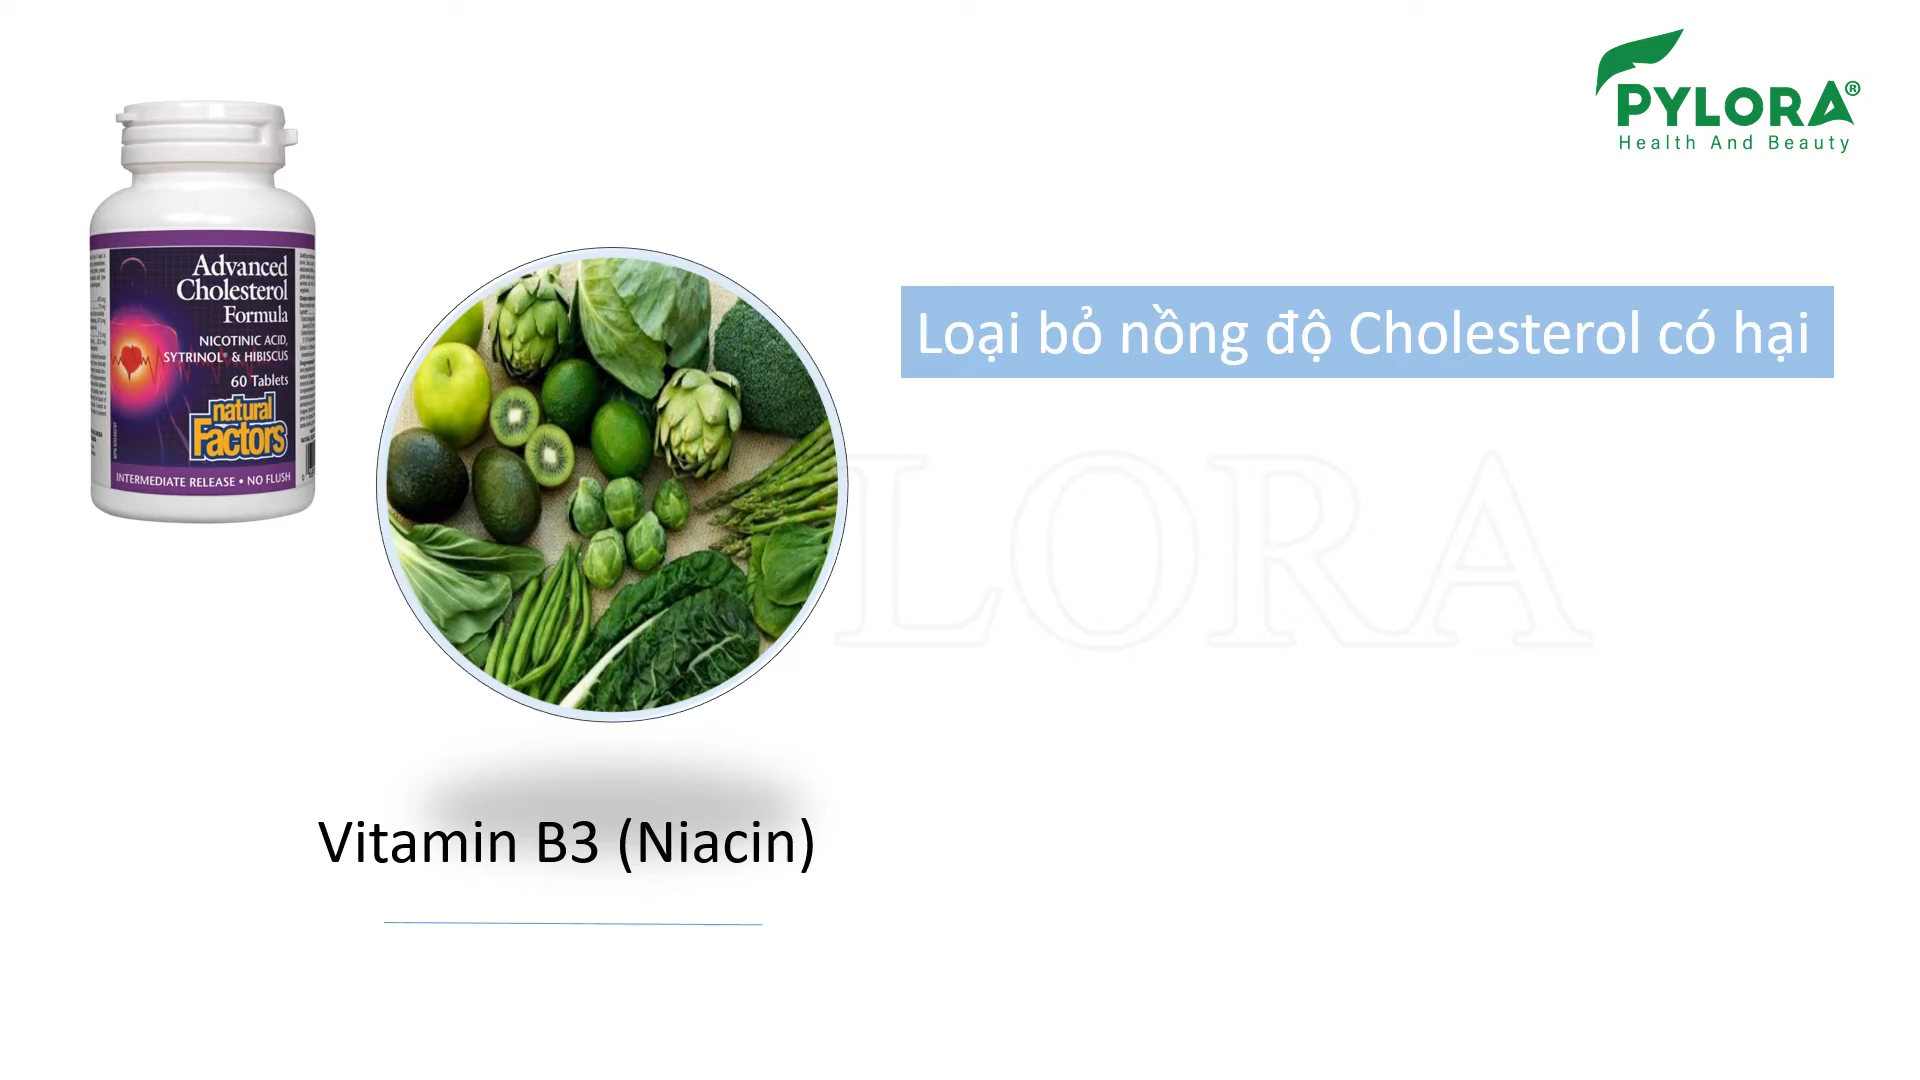 PYLORA®
Health And Beauty
Advanced
Cholesterol
Formula
NICOTINIC ACID,
SYTRINOL® & HIBISCUS
60 Tablets
natural
Factors
INTERMEDIATE RELEASE • NO FLUSH
Loại bỏ nồng độ Cholesterol có hại
LORA
Vitamin B3 (Niacin)